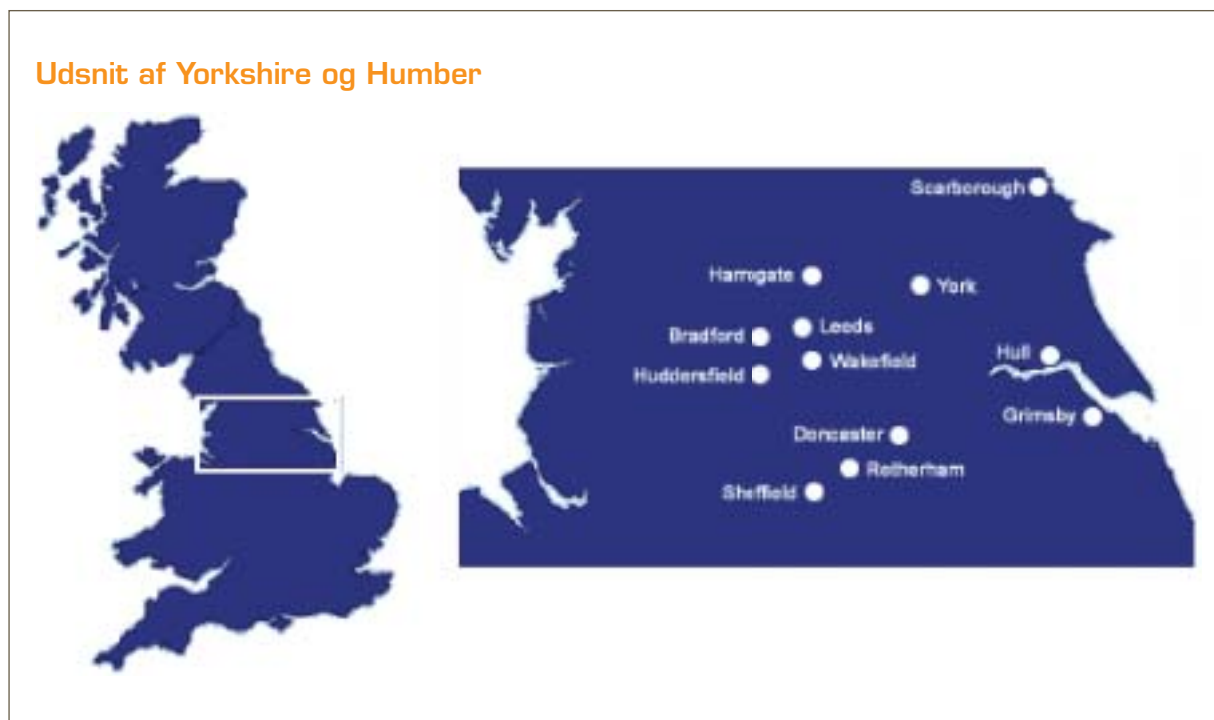 Udsnit af Yorkshire og Humber
Scarborough
Harrogate
York
Leeds
Bradford
Wakefield
Hull
Huddersfield
Grimsby
Doncaster
Rotherham
Sheffield